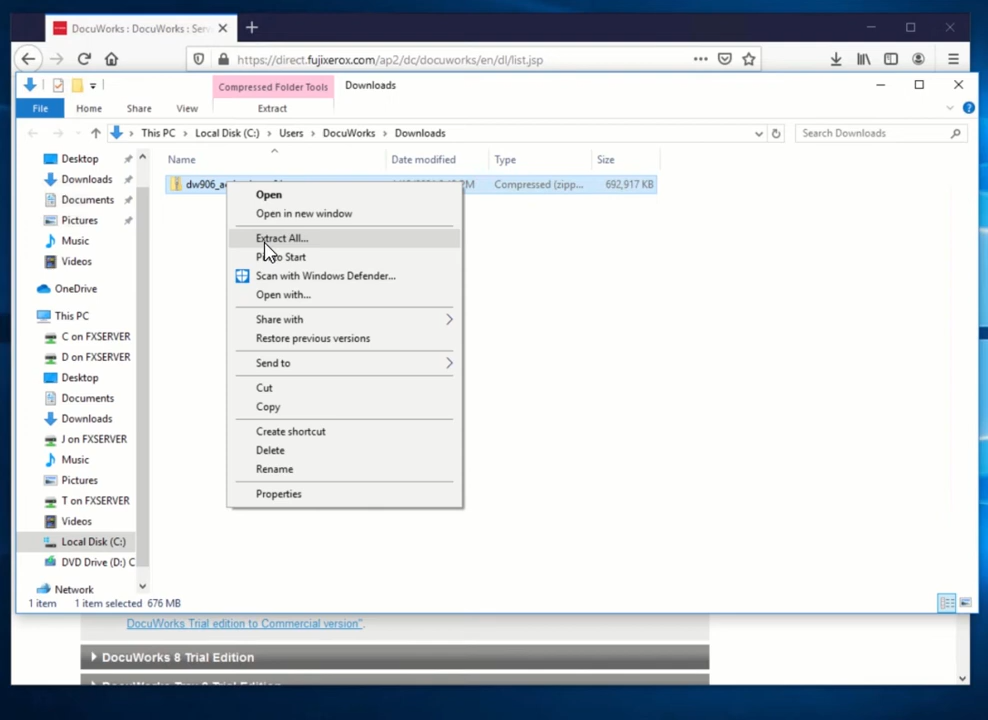 DocuWorks : DocuWorks : Serv
https://direct.fujixerox.com/ap2/dc/docuworks/en/dl/list.jsp
Compressed Folder Tools
Downloads
File
Home
Share
View
Extract
This PC
Local Disk (C:)
Users
DocuWorks
Downloads
Search Downloads
Name
Date modified
Type
Size
Compressed (zipp...
692,917 KB
Desktop
Downloads
Documents
Pictures
Music
Videos
OneDrive
This PC
C on FXSERVER
D on FXSERVER
Desktop
Documents
Downloads
J on FXSERVER
Music
Pictures
T on FXSERVER
Videos
Local Disk (C:)
DVD Drive (D:) C
Network
Open
Open in new window
Extract All...
to Start
Scan with Windows Defender...
Open with...
Share with
Restore previous versions
Send to
Cut
Copy
Create shortcut
Delete
Rename
Properties
1 item
1 item selected 676 MB
DocuWorks Trial edition to Commercial version".
DocuWorks 8 Trial Edition